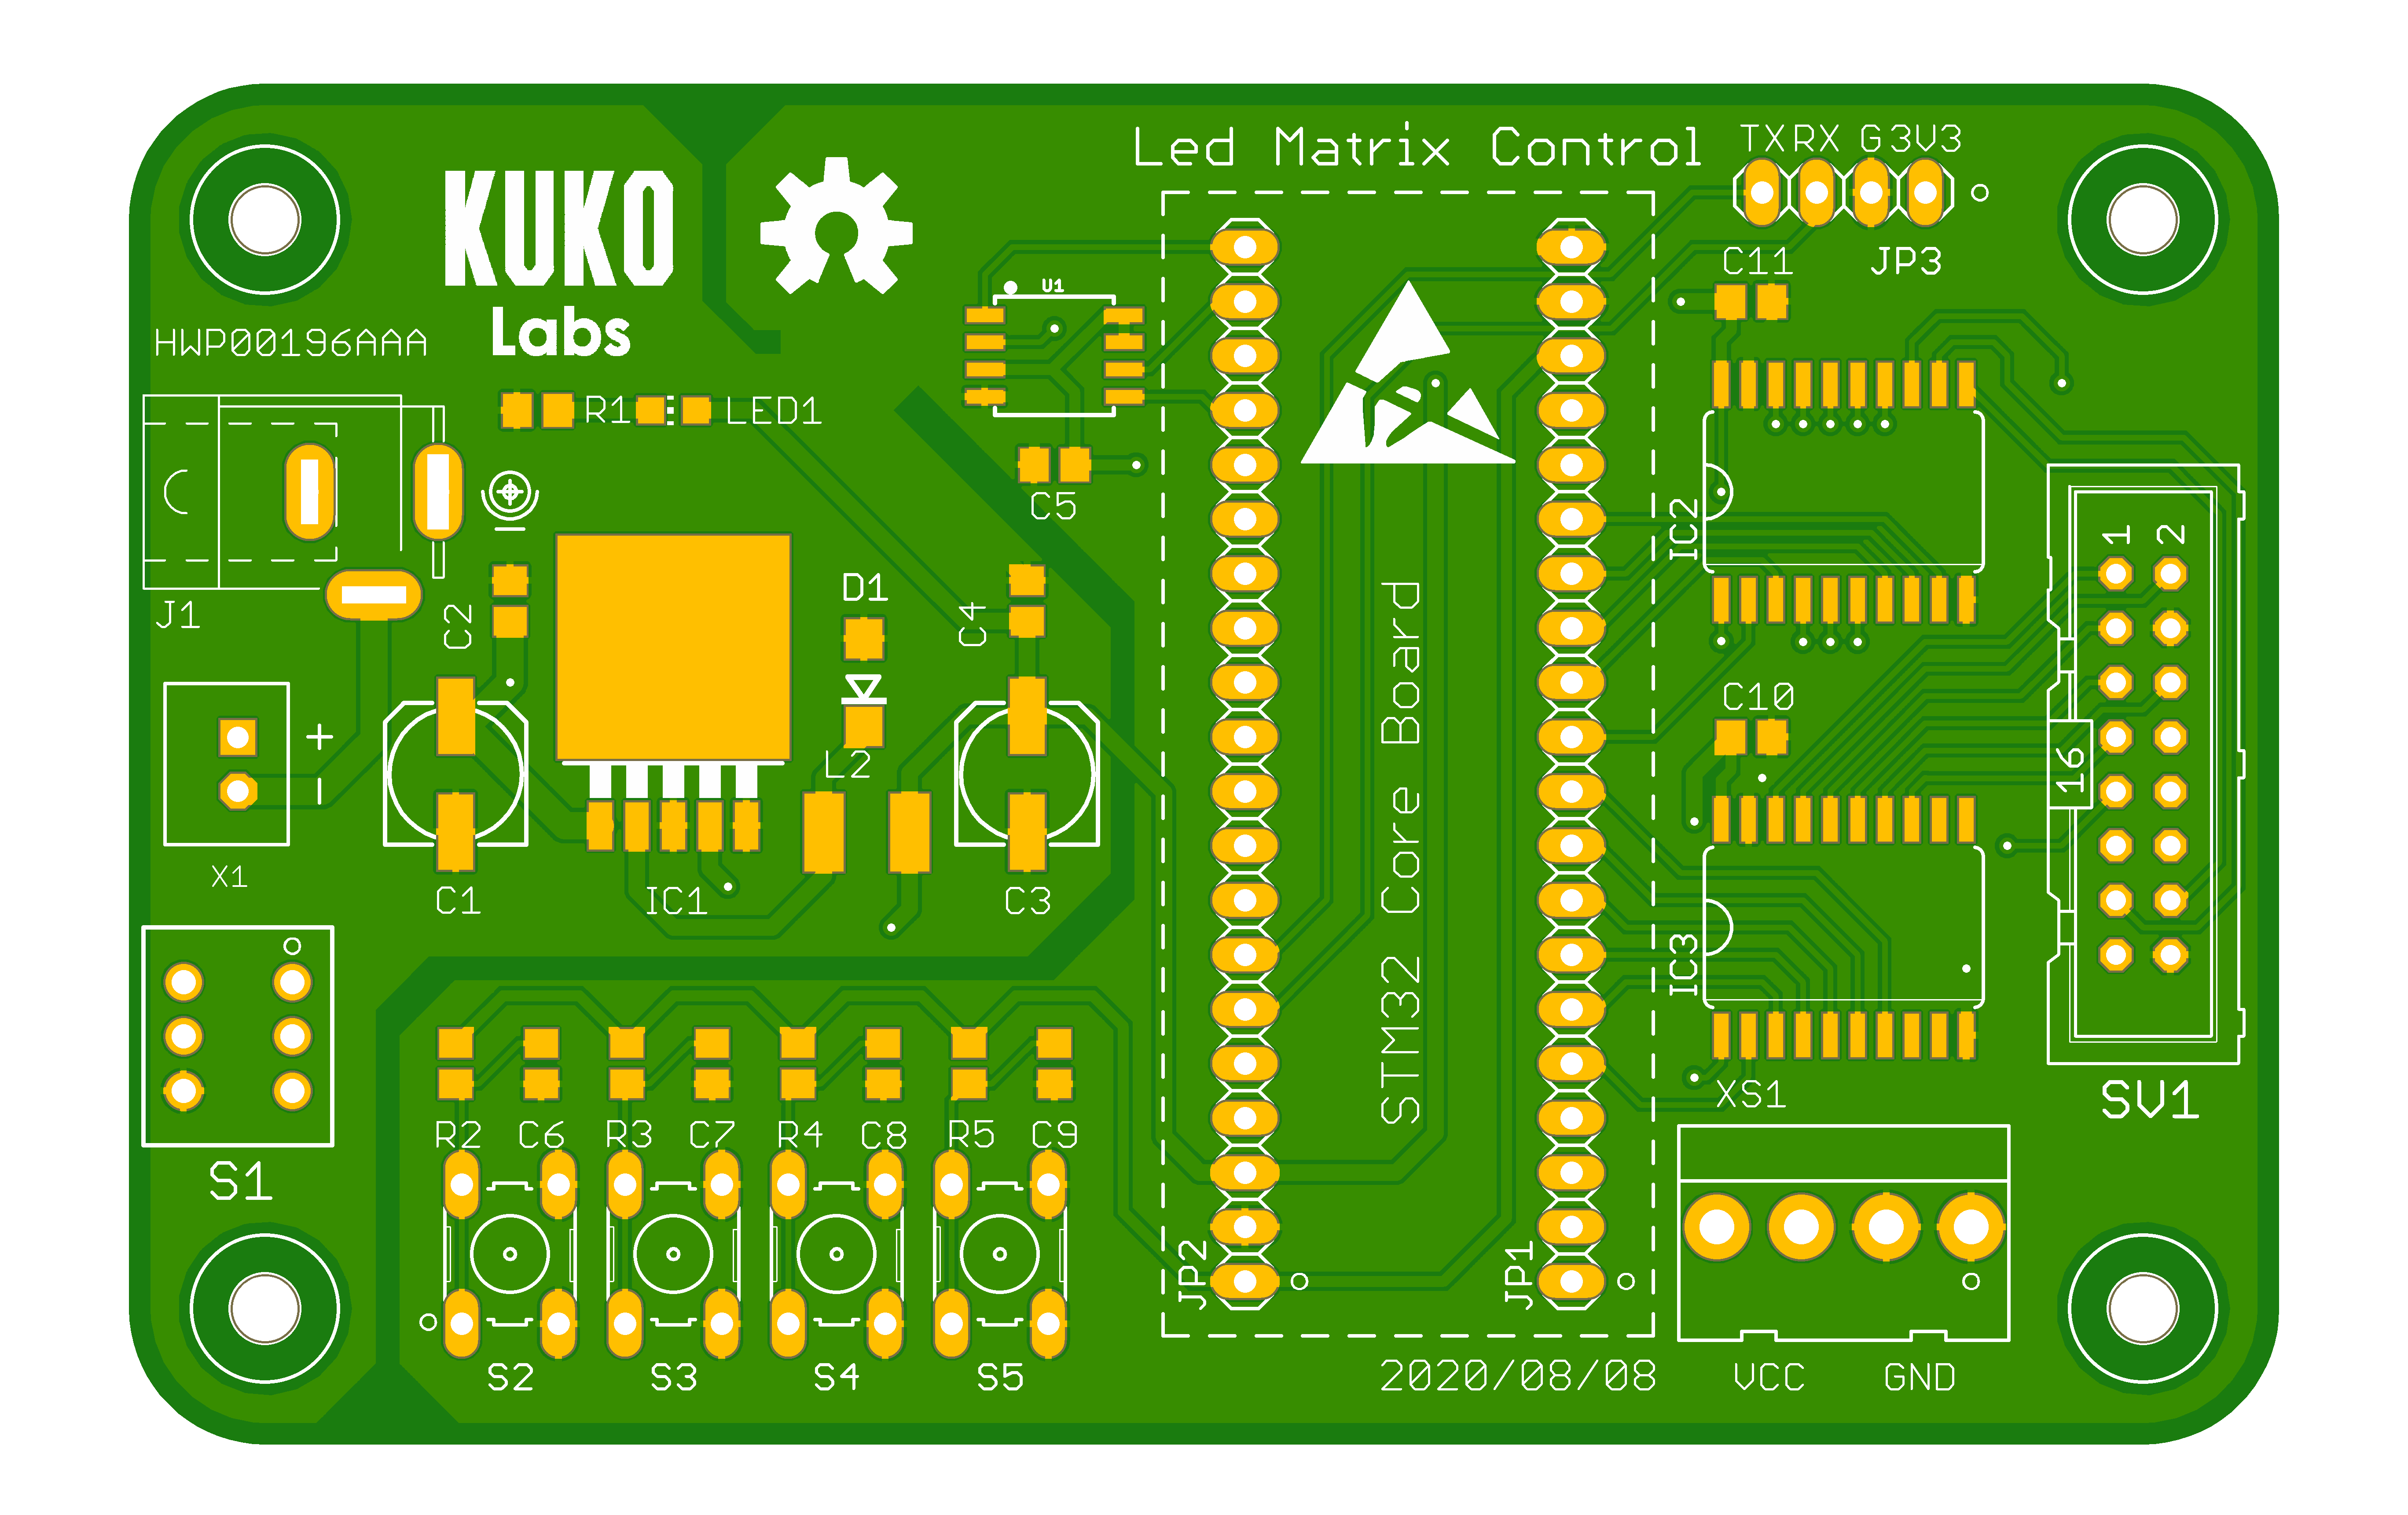 Led Matrix Control
TX RX G 3V3
KUKO
Labs
HWP00196AAA
C11
JP3
U1
R1
LED1
C5
IC2
1
2
J1
C2
D1
C4
STM32 Core Board
C10
+
-
L2
16
X1
C1
IC1
C3
IC3
S1
XS1
SV1
R2
C6
R3
C7
R4
C8
R5
C9
JP2
JP1
S2
S3
S4
S5
2020/08/08
VCC
GND